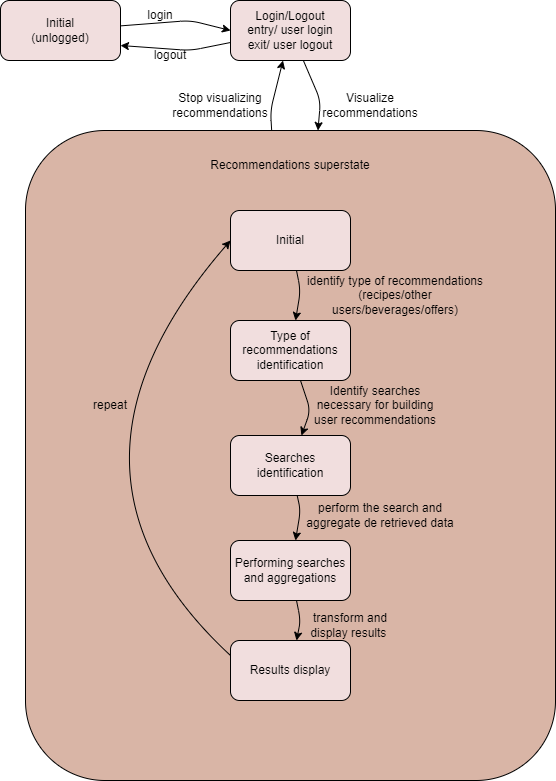 Initial
(unlogged)
login
logout
Login/Logout
entry/ user login
exit/ user logout
Stop visualizing
recommendations
Visualize
recommendations
Recommendations superstate
Initial
identify type of recommendations
(recipes/other
users/beverages/offers)
Type of
recommendations
identification
Identify searches
necessary for building
user recommendations
repeat
Searches
identification
perform the search and
aggregate de retrieved data
Performing searches
and aggregations
transform and
display results
Results display